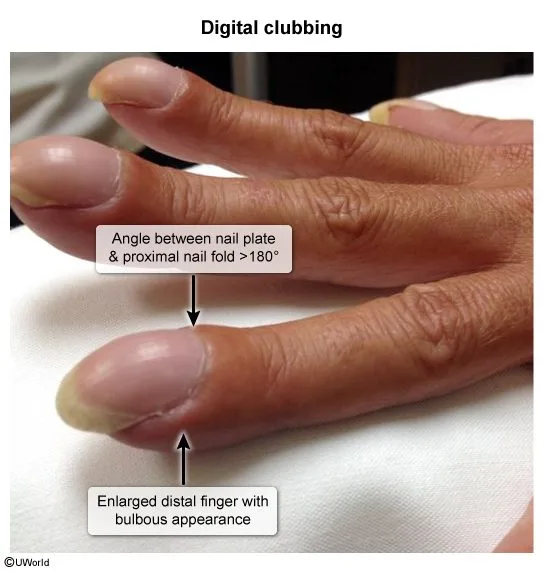 Digital clubbing
Angle between nail plate
& proximal nail fold >180°
Enlarged distal finger with
bulbous appearance
©UWorld